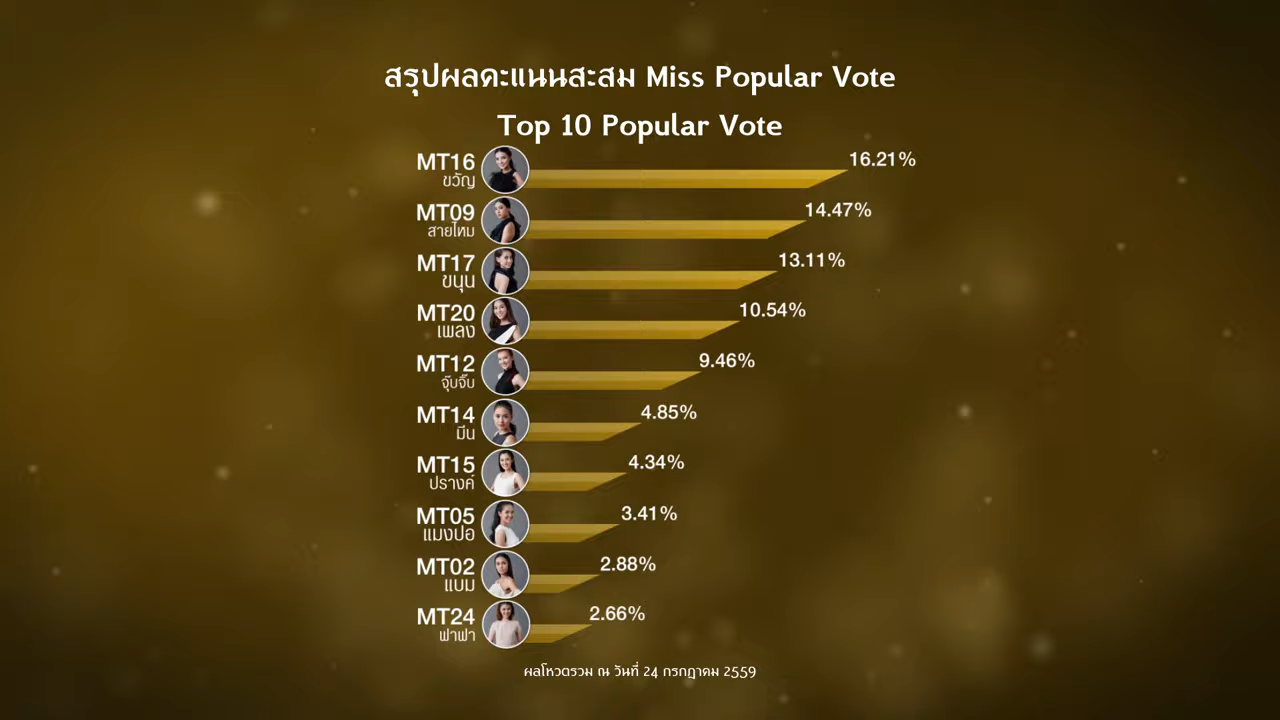 สรุปผลคะแนนสะสม Miss Popular Vote
Top 10 Popular Vote
MT16
ขวัญ
16.21%
MT09
สายไหม
14.47%
MT17
ขนุน
13.11%
MT20
เพลง
10.54%
MT12
จุ๊บจิ๊บ
9.46%
MT14
มีน
4.85%
MT15
ปรางค์
4.34%
MT05
แมงปอ
3.41%
MT02
แบม
2.88%
MT24
ฟาฟา
2.66%
ผลโหวตรวม ณ วันที่ 24 กรกฎาคม 2559